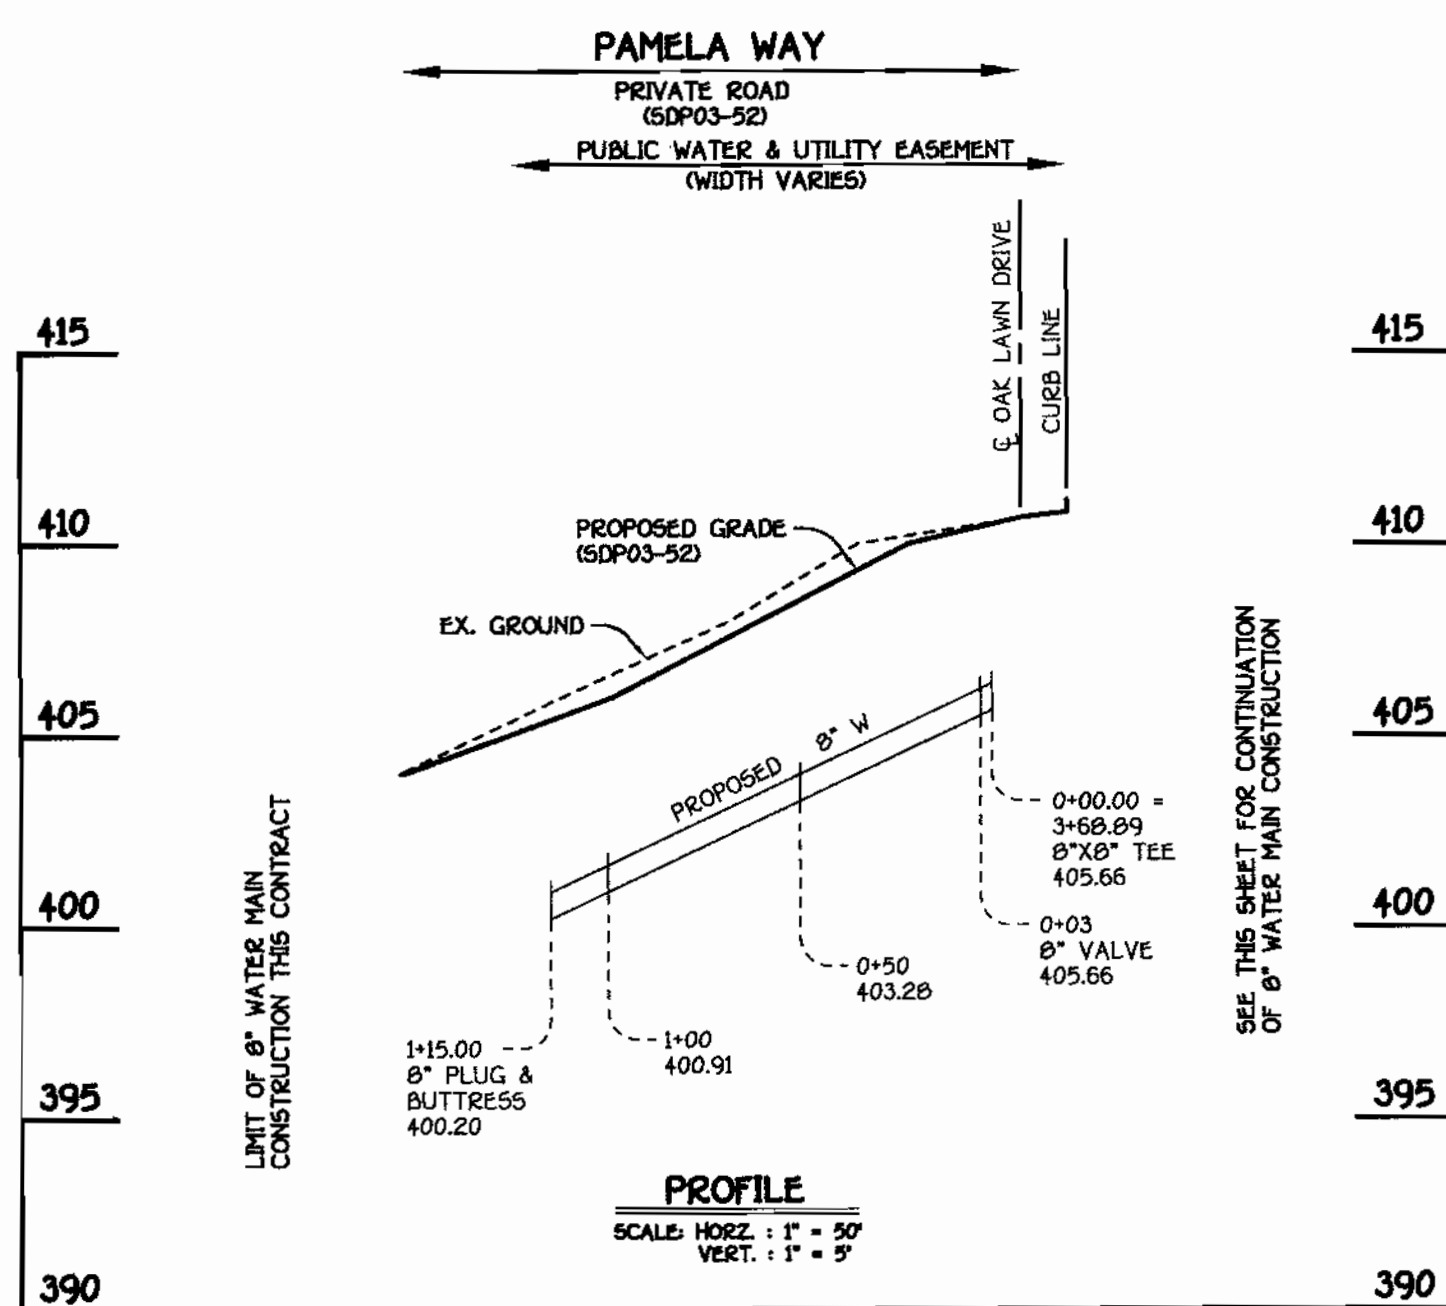 PAMELA WAY
PRIVATE ROAD
(SDP03-52)
PUBLIC WATER & UTILITY EASEMENT
(WIDTH VARIES)
℄ OAK LAWN DRIVE
CURB LINE
415
415
410
410
PROPOSED GRADE
(SDP03-52)
EX. GROUND
405
405
PROPOSED 8" W
0+00.00 =
3+68.89
8"X8" TEE
405.66
400
400
0+03
8" VALVE
405.66
0+50
403.28
1+00
400.91
1+15.00
8" PLUG &
BUTTRESS
400.20
LIMIT OF 8" WATER MAIN
CONSTRUCTION THIS CONTRACT
SEE THIS SHEET FOR CONTINUATION
OF 8" WATER MAIN CONSTRUCTION
395
395
PROFILE
SCALE: HORZ. : 1" = 50'
VERT. : 1" = 5'
390
390